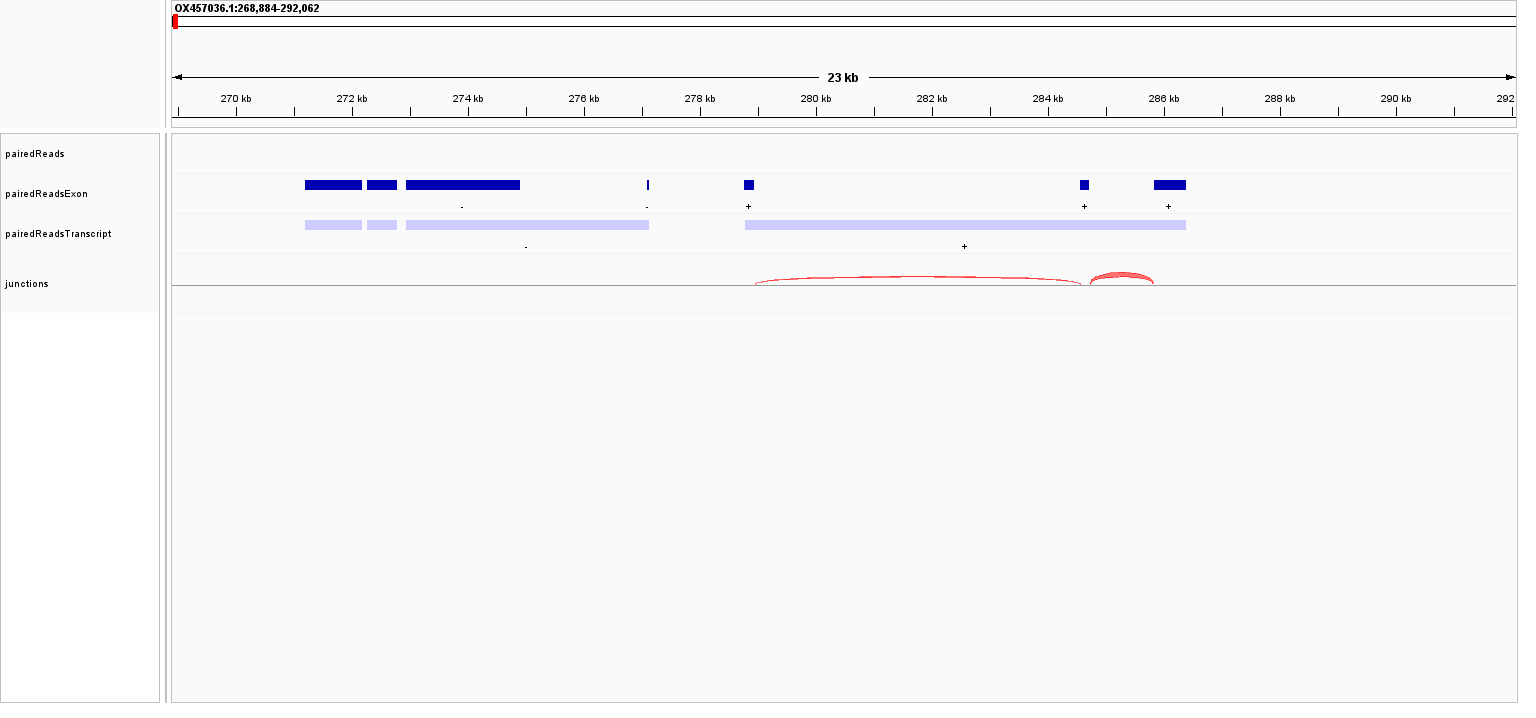 OX457036.1:268,884-292,062
23 kb
270 kb 272 kb 274 kb 276 kb 278 kb 280 kb 282 kb 284 kb 286 kb 288 kb 290 kb 292
pairedReads
pairedReadsExon
- - + + +
pairedReadsTranscript
- +
junctions